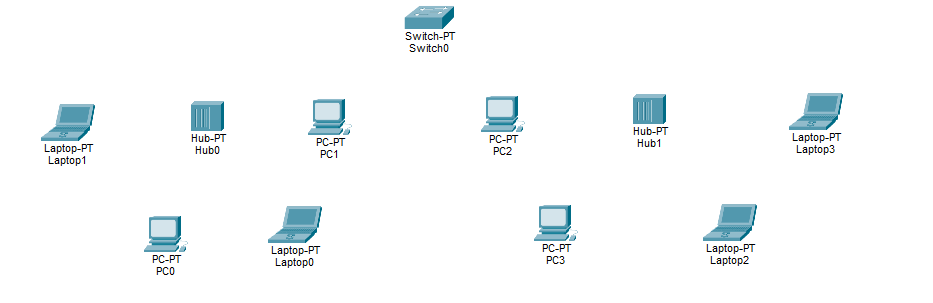 Switch-PT
Switch0
Laptop-PT
Laptop1
Hub-PT
Hub0
PC-PT
PC1
PC-PT
PC2
Hub-PT
Hub1
Laptop-PT
Laptop3
PC-PT
PC0
Laptop-PT
Laptop0
PC-PT
PC3
Laptop-PT
Laptop2